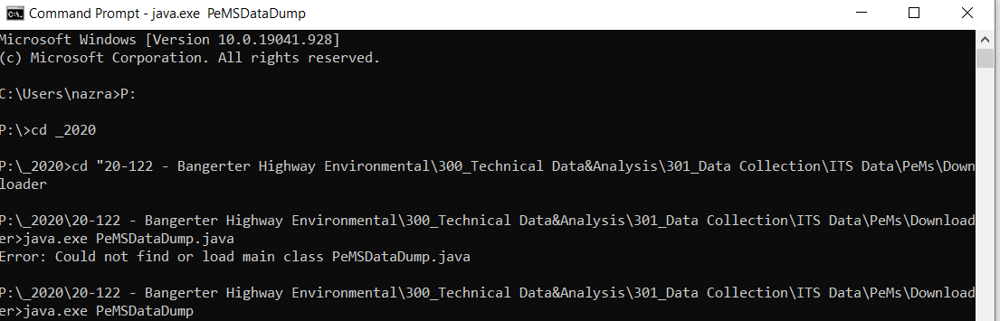 Command Prompt - java.exe  PeMSDataDump
Microsoft Windows [Version 10.0.19041.928]
(c) Microsoft Corporation. All rights reserved.
C:\Users\nazra>P:
P:\>cd _2020
P:\_2020>cd "20-122 - Bangerter Highway Environmental\300_Technical Data&Analysis\301_Data Collection\ITS Data\PeMs\Down
loader
P:\_2020\20-122 - Bangerter Highway Environmental\300_Technical Data&Analysis\301_Data Collection\ITS Data\PeMs\Download
er>java.exe PeMSDataDump.java
Error: Could not find or load main class PeMSDataDump.java
P:\_2020\20-122 - Bangerter Highway Environmental\300_Technical Data&Analysis\301_Data Collection\ITS Data\PeMs\Download
er>java.exe PeMSDataDump